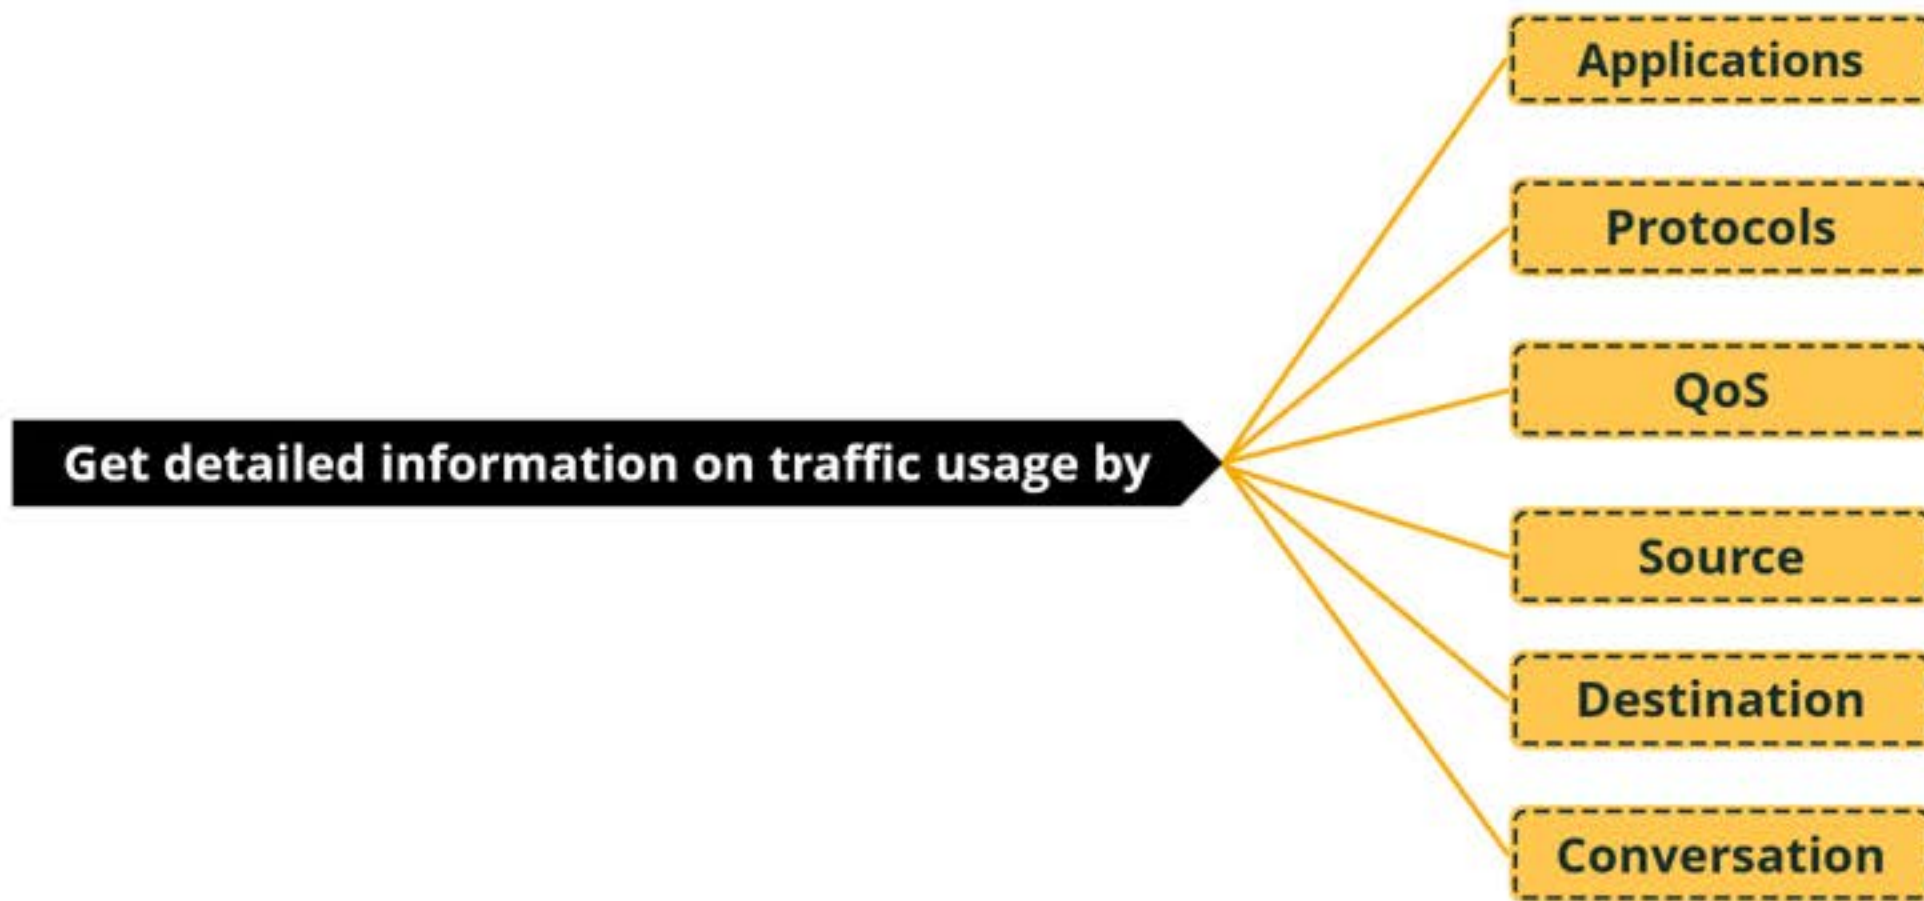 Get detailed information on traffic usage by
Applications
Protocols
QoS
Source
Destination
Conversation